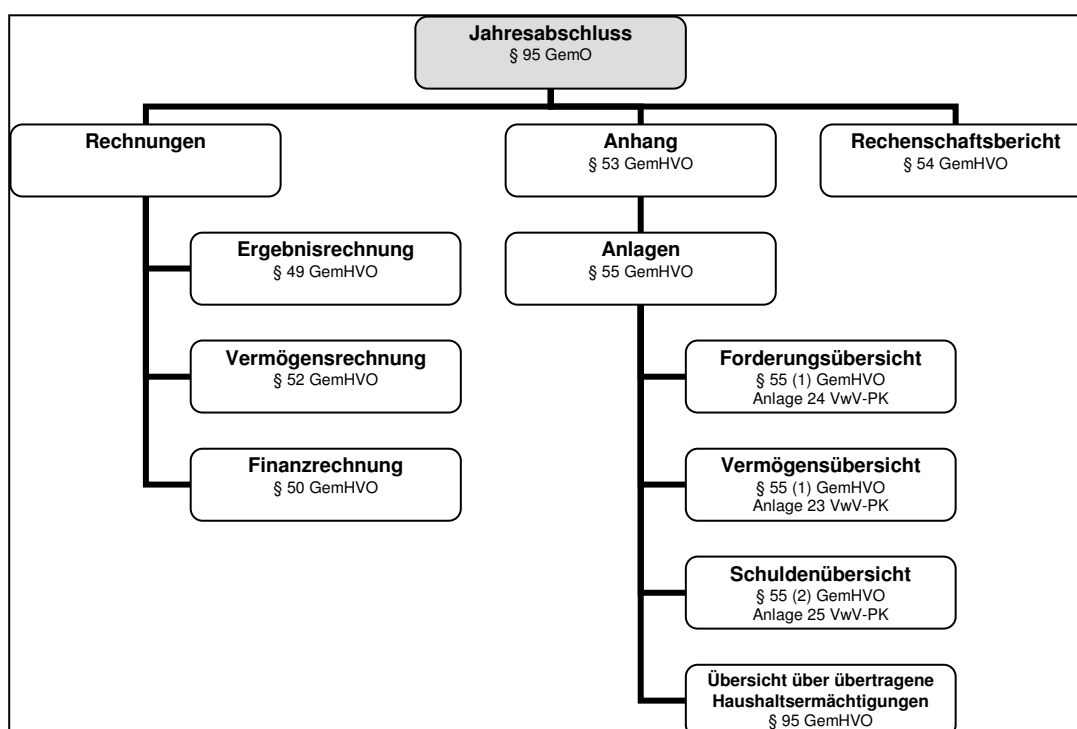 Jahresabschluss
§ 95 GemO
Rechnungen
Anhang
§ 53 GemHVO
Rechenschaftsbericht
§ 54 GemHVO
Ergebnisrechnung
§ 49 GemHVO
Anlagen
§ 55 GemHVO
Vermögensrechnung
§ 52 GemHVO
Forderungsübersicht
§ 55 (1) GemHVO
Anlage 24 VwV-PK
Finanzrechnung
§ 50 GemHVO
Vermögensübersicht
§ 55 (1) GemHVO
Anlage 23 VwV-PK
Schuldenübersicht
§ 55 (2) GemHVO
Anlage 25 VwV-PK
Übersicht über übertragene
Haushaltsermächtigungen
§ 95 GemHVO